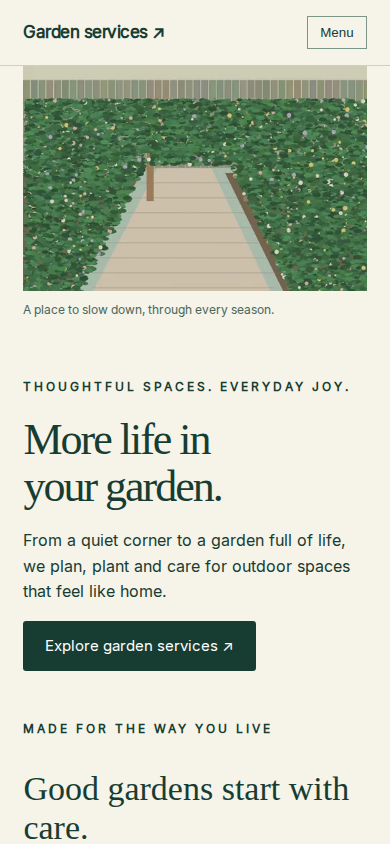 Garden services ↗
Menu
A place to slow down, through every season.
THOUGHTFUL SPACES. EVERYDAY JOY.
More life in
your garden.
From a quiet corner to a garden full of life,
we plan, plant and care for outdoor spaces
that feel like home.
Explore garden services ↗
MADE FOR THE WAY YOU LIVE
Good gardens start with
care.